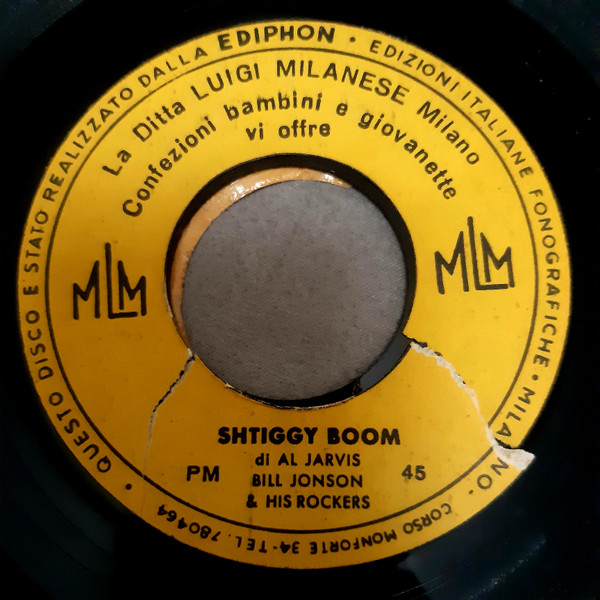 • QUESTO DISCO E STATO REALIZZATO DALLA EDIPHON • EDIZIONI ITALIANE FONOGRAFICHE • MILANO - CORSO MONFORTE 34 - TEL. 780464
La Ditta LUIGI MILANESE Milano
Confezioni bambini e giovanette
vi offre
MLM
MLM
SHTIGGY BOOM
di AL JARVIS
PM
BILL JONSON
45
& HIS ROCKERS